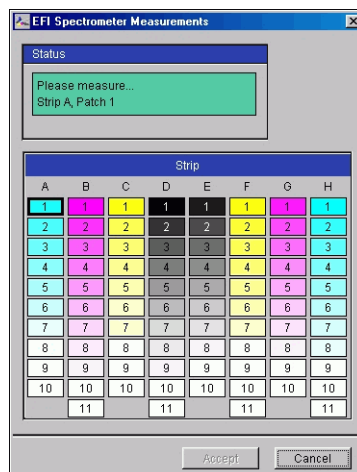 EFI Spectrometer Measurements
Status
Please measure...
Strip A, Patch 1
Strip
A B C D E F G H
1 1 1 1 1 1 1 1
2 2 2 2 2 2 2 2
3 3 3 3 3 3 3 3
4 4 4 4 4 4 4 4
5 5 5 5 5 5 5 5
6 6 6 6 6 6 6 6
7 7 7 7 7 7 7 7
8 8 8 8 8 8 8 8
9 9 9 9 9 9 9 9
10 10 10 10 10 10 10 10
11 11 11 11
Accept Cancel